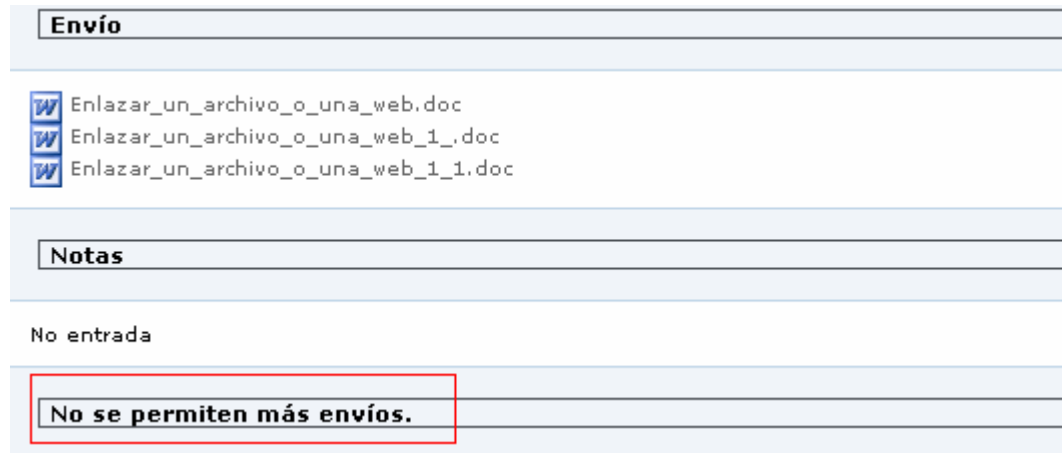 Envío
Enlazar_un_archivo_o_una_web.doc
Enlazar_un_archivo_o_una_web_1_.doc
Enlazar_un_archivo_o_una_web_1_1.doc
Notas
No entrada
No se permiten más envíos.